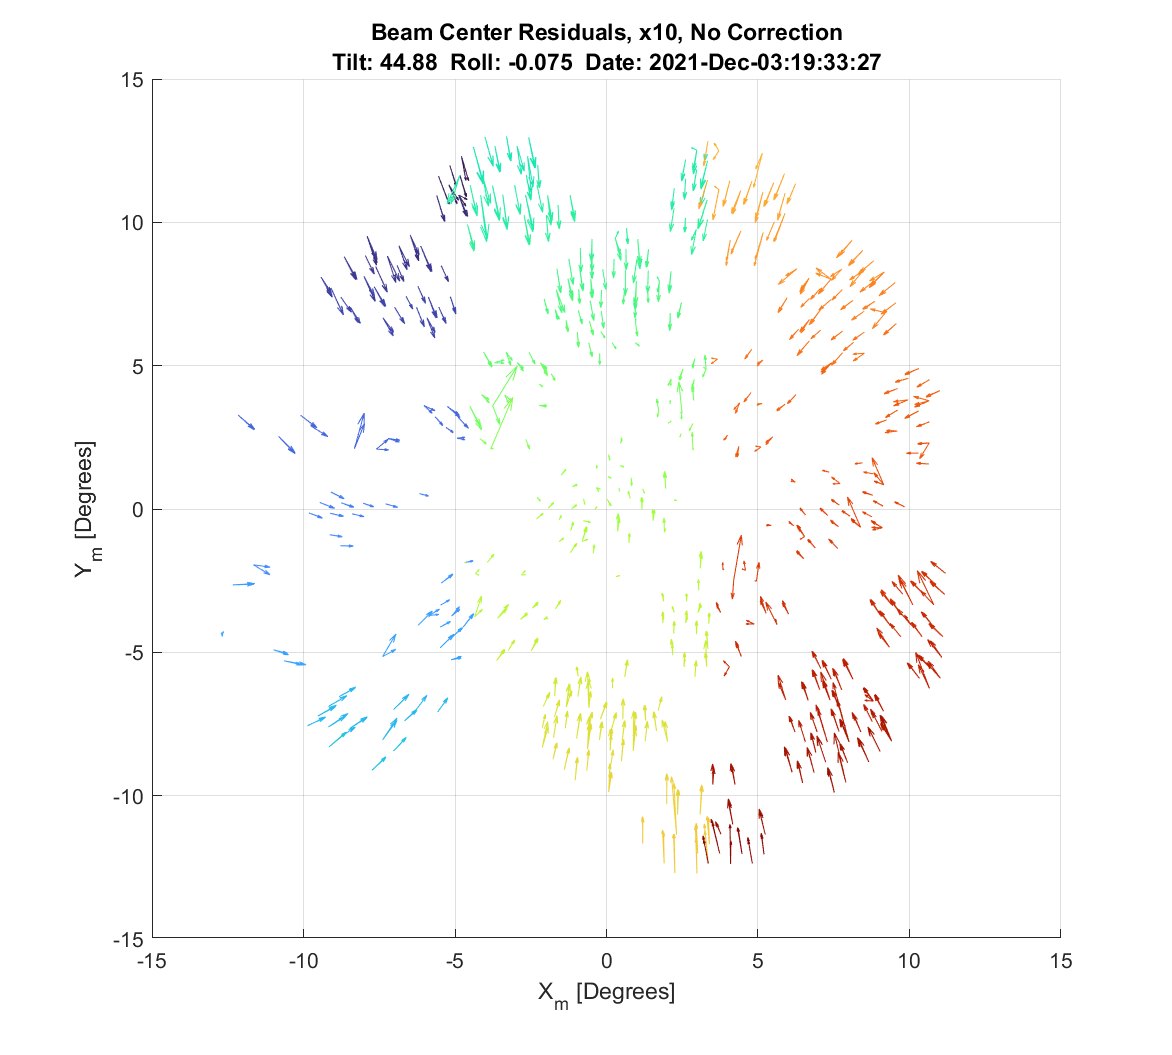 Beam Center Residuals, x10, No Correction
Tilt: 44.88 Roll: -0.075 Date: 2021-Dec-03:19:33:27
15
10
5
0
-5
-10
-15
Y_m [Degrees]
-15 -10 -5 0 5 10 15
X_m [Degrees]